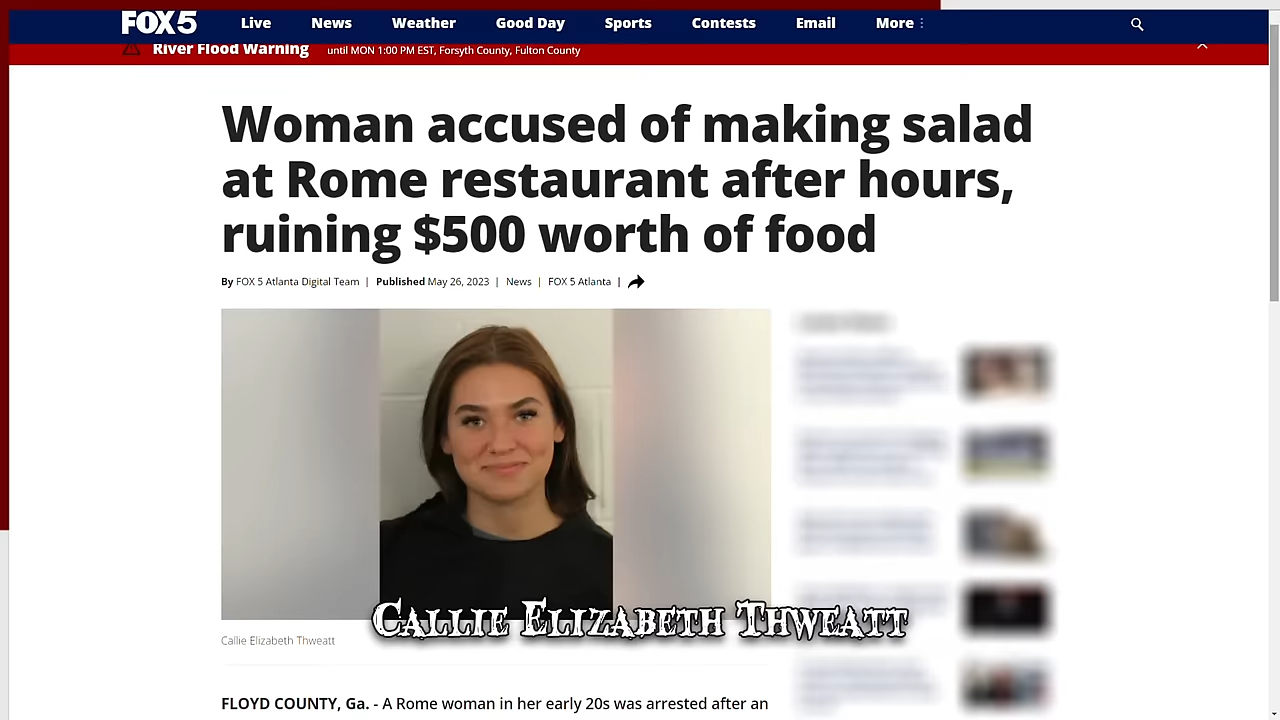 FOX 5 Live News Weather Good Day Sports Contests Email More
River Flood Warning until MON 1:00 PM EST, Forsyth County, Fulton County
Woman accused of making salad
at Rome restaurant after hours,
ruining $500 worth of food
By FOX 5 Atlanta Digital Team | Published May 26, 2023 | News | FOX 5 Atlanta |
Callie Elizabeth Thweatt
Callie Elizabeth Thweatt
FLOYD COUNTY, Ga. - A Rome woman in her early 20s was arrested after an